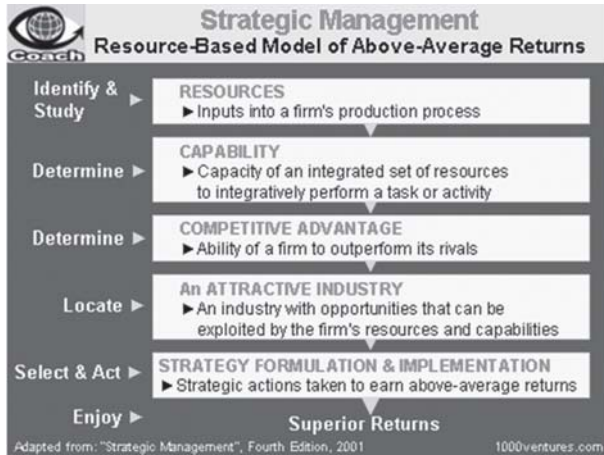 Coach
Strategic Management
Resource-Based Model of Above-Average Returns
Identify &
Study ►
RESOURCES
► Inputs into a firm's production process
Determine ►
CAPABILITY
► Capacity of an integrated set of resources
to integratively perform a task or activity
Determine ►
COMPETITIVE ADVANTAGE
► Ability of a firm to outperform its rivals
Locate ►
An ATTRACTIVE INDUSTRY
► An industry with opportunities that can be
exploited by the firm's resources and capabilities
Select & Act ►
STRATEGY FORMULATION & IMPLEMENTATION
► Strategic actions taken to earn above-average returns
Enjoy ►
Superior Returns
Adapted from: "Strategic Management", Fourth Edition, 2001
1000ventures.com